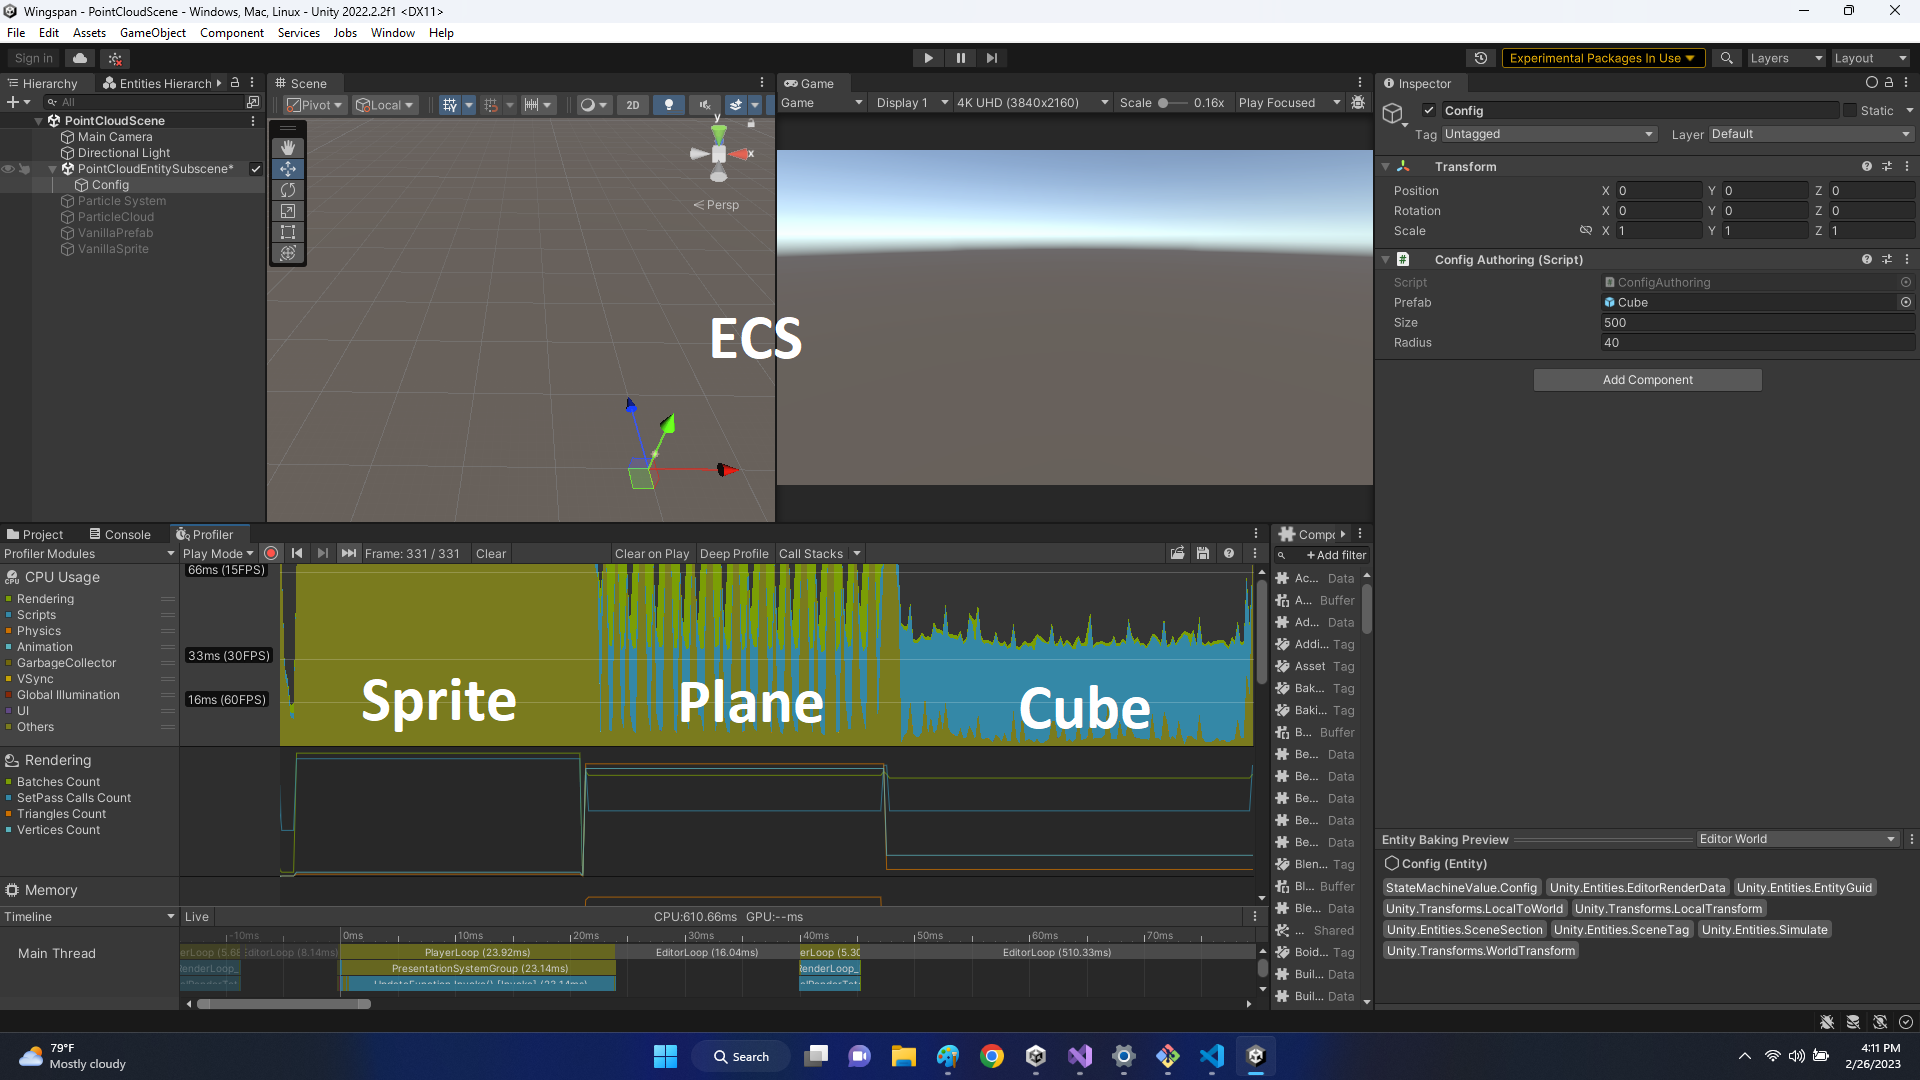 Wingspan - PointCloudScene - Windows, Mac, Linux - Unity 2022.2.2f1 <DX11>
File Edit Assets GameObject Component Services Jobs Window Help
Sign in
Experimental Packages In Use
Layers
Layout
Hierarchy
Entities Hierarch
All
PointCloudScene
Main Camera
Directional Light
PointCloudEntitySubscene*
Config
Particle System
ParticleCloud
VanillaPrefab
VanillaSprite
Scene
Pivot Local 2D
y
x
Persp
ECS
Game
Game Display 1 4K UHD (3840x2160) Scale 0.16x Play Focused
Inspector
Config Static
Tag Untagged Layer Default
Transform
Position X 0 Y 0 Z 0
Rotation X 0 Y 0 Z 0
Scale X 1 Y 1 Z 1
Config Authoring (Script)
Script ConfigAuthoring
Prefab Cube
Size 500
Radius 40
Add Component
Project Console Profiler
Profiler Modules Play Mode Frame: 331 / 331 Clear Clear on Play Deep Profile Call Stacks
CPU Usage
Rendering
Scripts
Physics
Animation
GarbageCollector
VSync
Global Illumination
UI
Others
66ms (15FPS)
33ms (30FPS)
16ms (60FPS)
Sprite
Plane
Cube
Rendering
Batches Count
SetPass Calls Count
Triangles Count
Vertices Count
Memory
Timeline Live CPU:610.66ms GPU:--ms
-10ms 0ms 10ms 20ms 30ms 40ms 50ms 60ms 70ms
Main Thread
EditorLoop (8.14ms) PlayerLoop (23.92ms) EditorLoop (16.04ms) erLoop (5.30 EditorLoop (510.33ms)
RenderLoop_ PresentationSystemGroup (23.14ms) RenderLoop_
Compo
+Add filter
Ac... Data
A... Buffer
Ad... Data
Addi... Tag
Asset Tag
Bak... Tag
Baki... Tag
B... Buffer
Be... Data
Be... Data
Be... Data
Be... Data
Be... Data
Blen... Tag
Bl... Buffer
Ble... Data
... Shared
Boid... Tag
Buil... Data
Buil... Data
Entity Baking Preview Editor World
Config (Entity)
StateMachineValue.Config Unity.Entities.EditorRenderData Unity.Entities.EntityGuid
Unity.Transforms.LocalToWorld Unity.Transforms.LocalTransform
Unity.Entities.SceneSection Unity.Entities.SceneTag Unity.Entities.Simulate
Unity.Transforms.WorldTransform
79°F
Mostly cloudy
Search
4:11 PM
2/26/2023